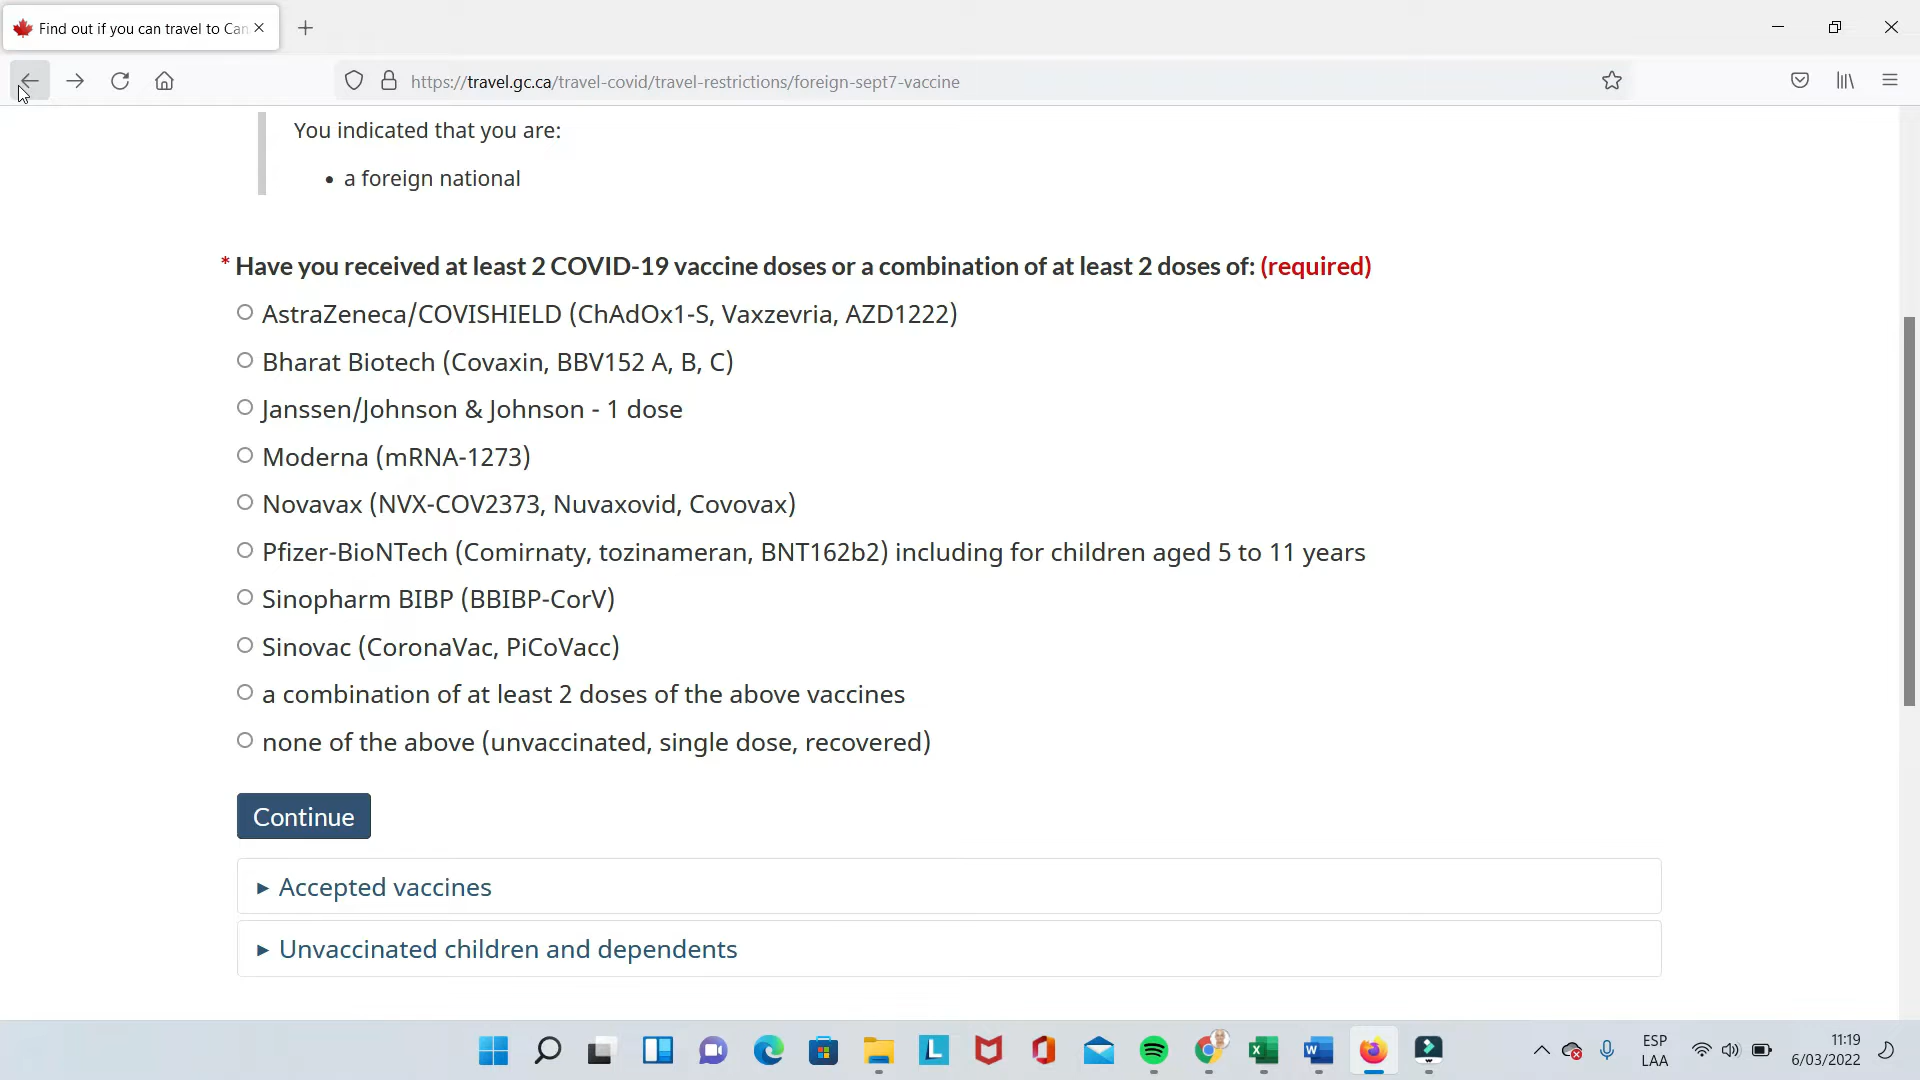 Find out if you can travel to Can
https://travel.gc.ca/travel-covid/travel-restrictions/foreign-sept7-vaccine
You indicated that you are:
• a foreign national
* Have you received at least 2 COVID-19 vaccine doses or a combination of at least 2 doses of: (required)
AstraZeneca/COVISHIELD (ChAdOx1-S, Vaxzevria, AZD1222)
Bharat Biotech (Covaxin, BBV152 A, B, C)
Janssen/Johnson & Johnson - 1 dose
Moderna (mRNA-1273)
Novavax (NVX-COV2373, Nuvaxovid, Covovax)
Pfizer-BioNTech (Comirnaty, tozinameran, BNT162b2) including for children aged 5 to 11 years
Sinopharm BIBP (BBIBP-CorV)
Sinovac (CoronaVac, PiCoVacc)
a combination of at least 2 doses of the above vaccines
none of the above (unvaccinated, single dose, recovered)
Continue
▸ Accepted vaccines
▸ Unvaccinated children and dependents
ESP
LAA
11:19
6/03/2022